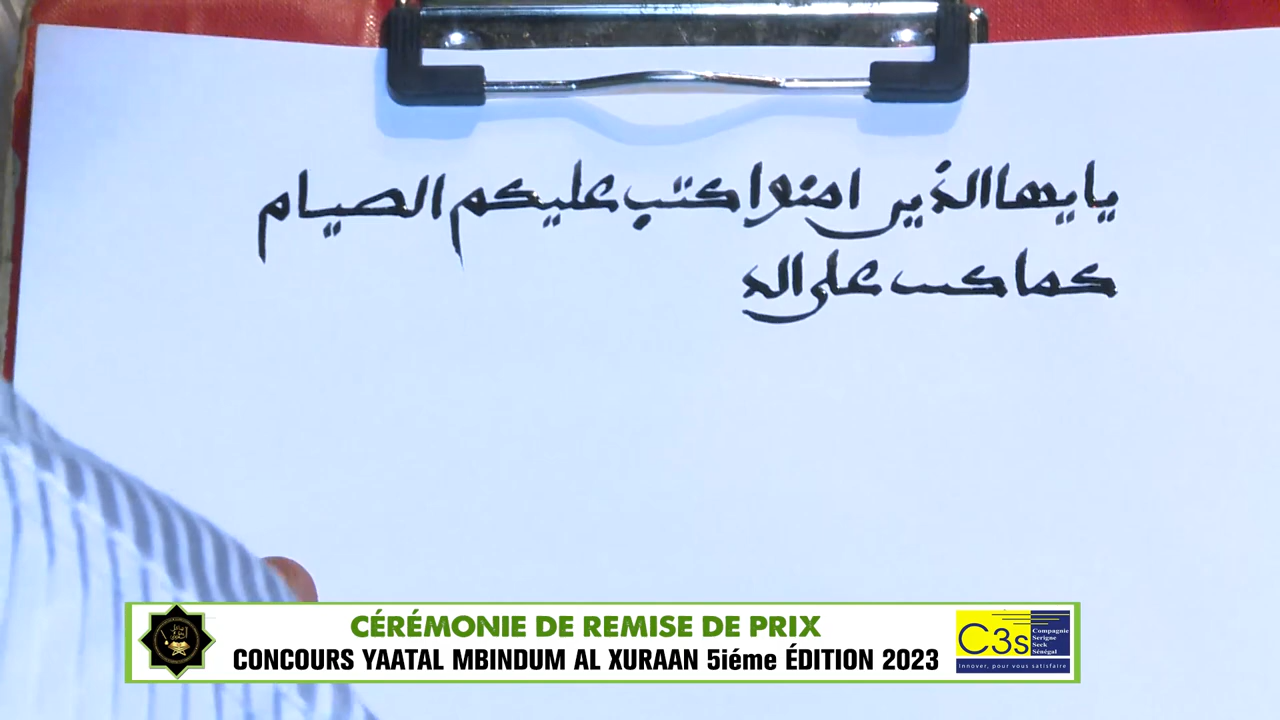 يايها الذين امنوا كتب عليكم الصيام
كما كتب على الذ
CÉRÉMONIE DE REMISE DE PRIX
CONCOURS YAATAL MBINDUM AL XURAAN 5iéme ÉDITION 2023
C3s
Compagnie
Serigne
Seck
Sénégal
Innover, pour vous satisfaire